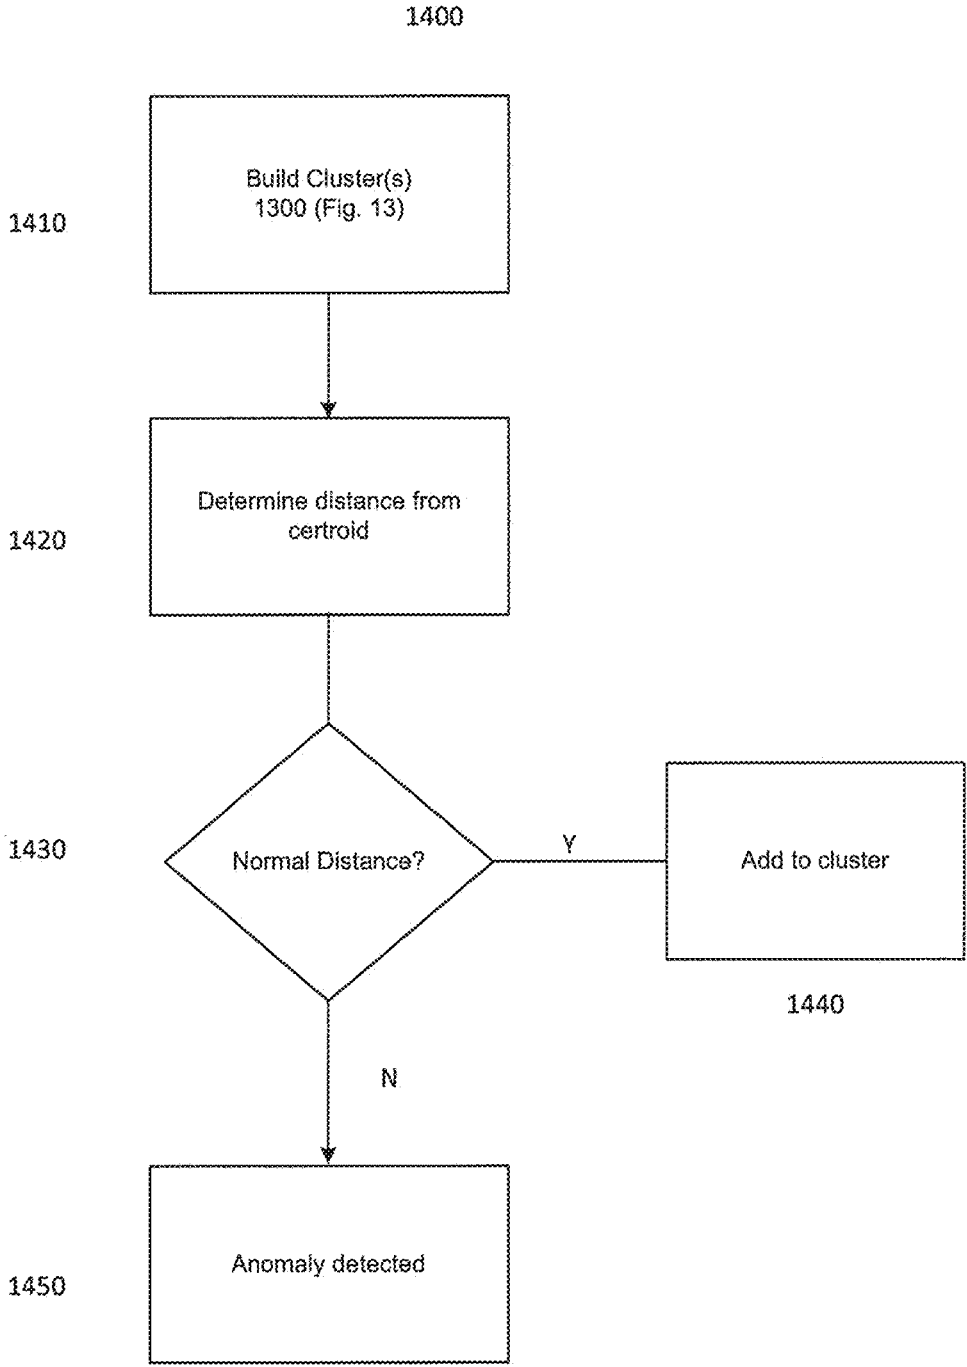 1400
Build Cluster(s)
1300 (Fig. 13)
1410
Determine distance from
certroid
1420
Normal Distance?
1430
Y
Add to cluster
1440
N
Anomaly detected
1450